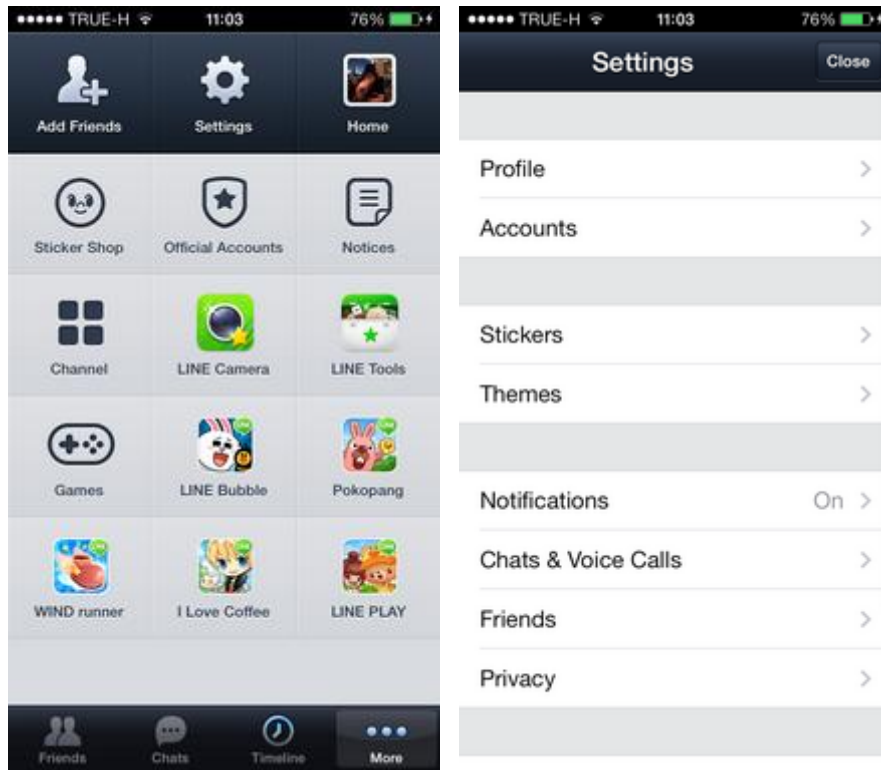 TRUE-H 11:03 76%
Add Friends Settings Home
Sticker Shop Official Accounts Notices
Channel LINE Camera LINE Tools
Games LINE Bubble Pokopang
WIND runner I Love Coffee LINE PLAY
Friends Chats Timeline More
TRUE-H 11:03 76%
Settings Close
Profile
Accounts
Stickers
Themes
Notifications On
Chats & Voice Calls
Friends
Privacy